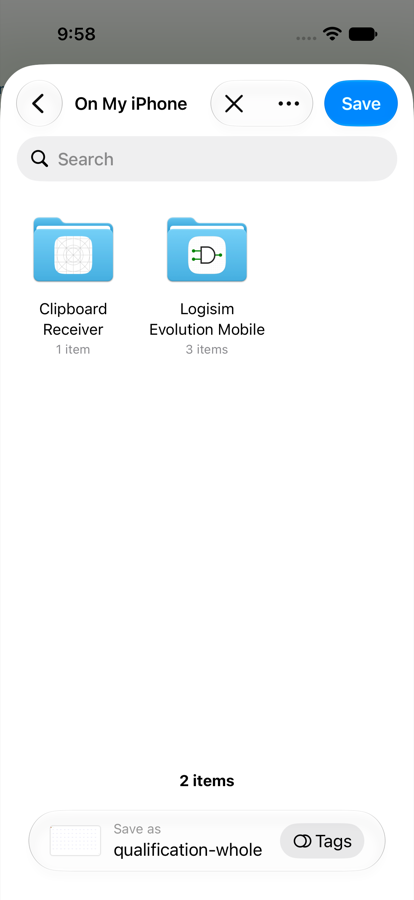 9:58
On My iPhone
Save
Search
Clipboard
Receiver
1 item
Logisim
Evolution Mobile
3 items
2 items
Save as
qualification-whole
Tags